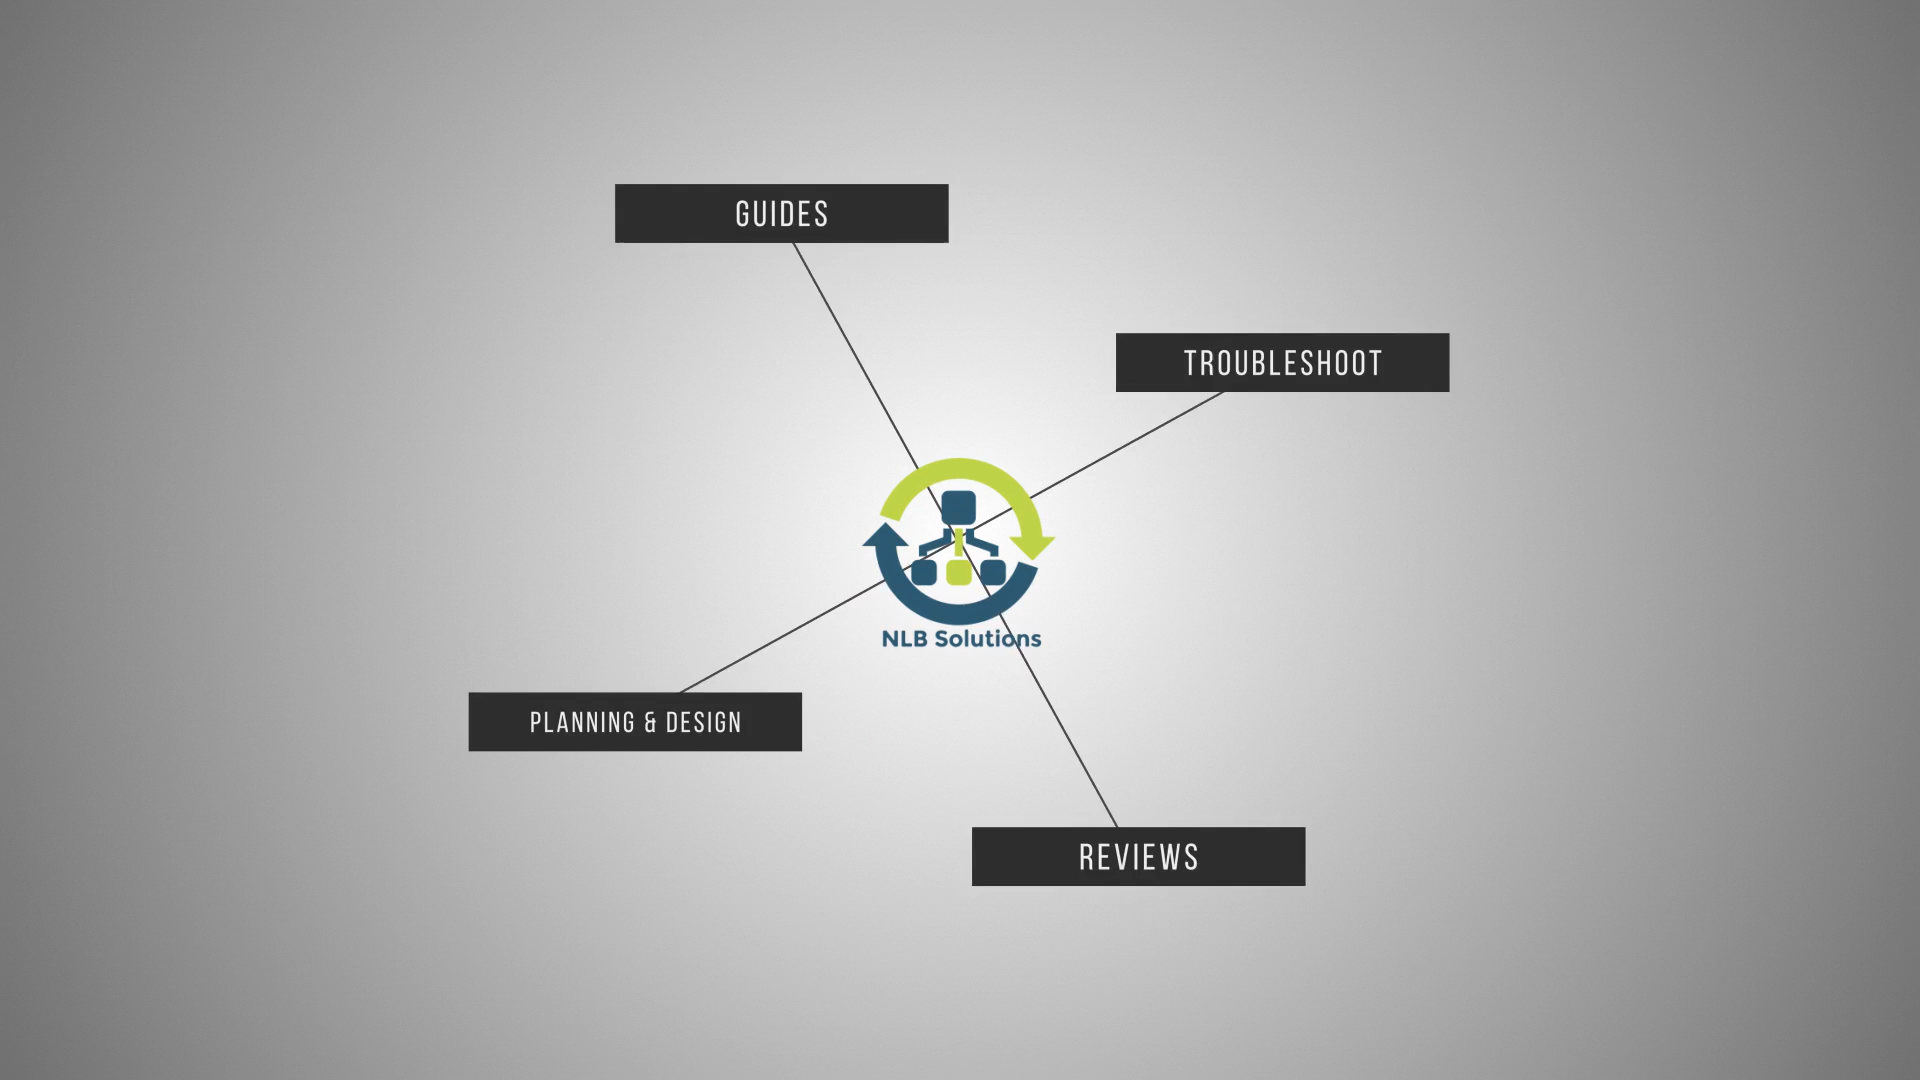 GUIDES
TROUBLESHOOT
NLB Solutions
PLANNING & DESIGN
REVIEWS